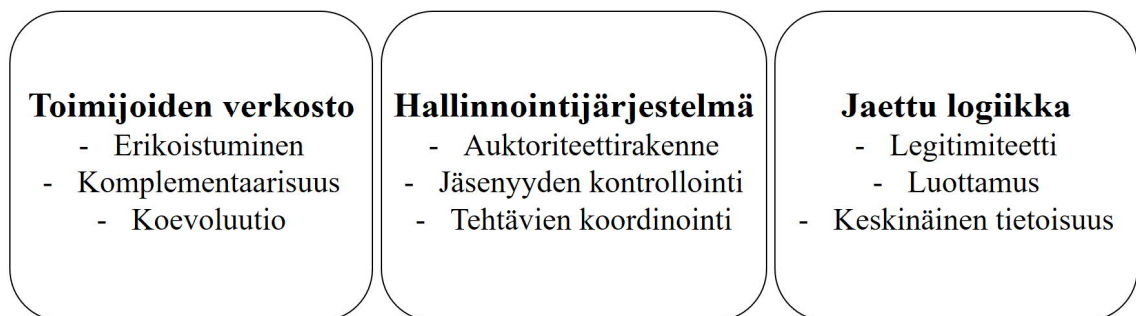 Toimijoiden verkosto
- Erikoistuminen
- Komplementaarisuus
- Koevoluutio
Hallinnointijärjestelmä
- Auktoriteettirakenne
- Jäsenyyden kontrollointi
- Tehtävien koordinointi
Jaettu logiikka
- Legitimiteetti
- Luottamus
- Keskinäinen tietoisuus